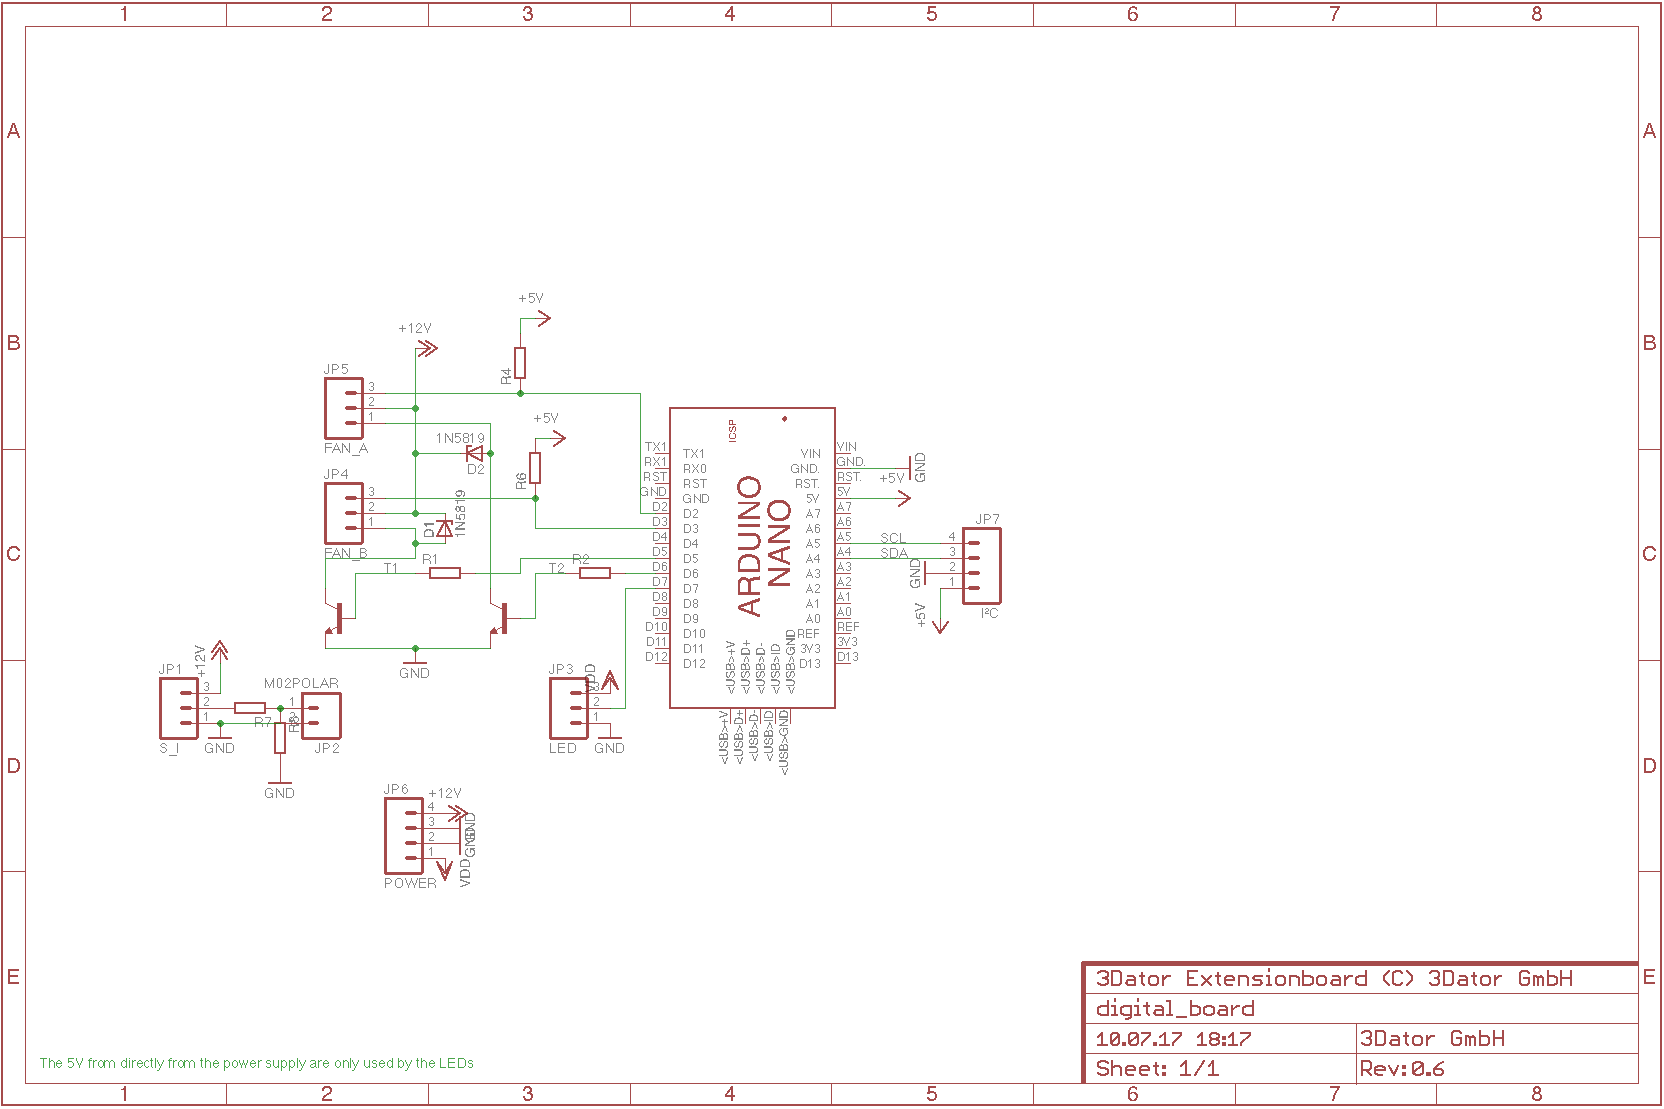 1 2 3 4 5 6 7 8
A A
B B
C C
D D
E E
+5V
+12V
JP5
3
2
1
FAN_A
R4
+5V
1N5819
D2
R6
JP4
3
2
1
FAN_B
D1
1N5819
R1
T1
R2
T2
GND
ICSP
ARDUINO
NANO
TX1 TX1
RX1 RX0
RST RST
GND GND
D2 D2
D3 D3
D4 D4
D5 D5
D6 D6
D7 D7
D8 D8
D9 D9
D10 D10
D11 D11
D12 D12
VIN VIN
GND. GND.
RST. RST.
5V 5V
A7 A7
A6 A6
A5 A5
A4 A4
A3 A3
A2 A2
A1 A1
A0 A0
REF REF
3V3 3V3
D13 D13
<USB>+V
<USB>D+
<USB>D-
<USB>ID
<USB>GND
<USB>+V
<USB>D+
<USB>D-
<USB>ID
<USB>GND
GND
+5V
SCL
SDA
GND
+5V
JP7
4
3
2
1
I²C
JP1
+12V
3
2
1
S_I
GND
R7
R8
M02POLAR
1
2
JP2
GND
JP3
VDD
3
2
1
LED
GND
JP6
+12V
4
3
2
1
GND
GND
VDD
POWER
The 5V from directly from the power supply are only used by the LEDs
3Dator Extensionboard (C) 3Dator GmbH
digital_board
10.07.17 18:17
3Dator GmbH
Sheet: 1/1
Rev:0.6
1 2 3 4 5 6 7 8